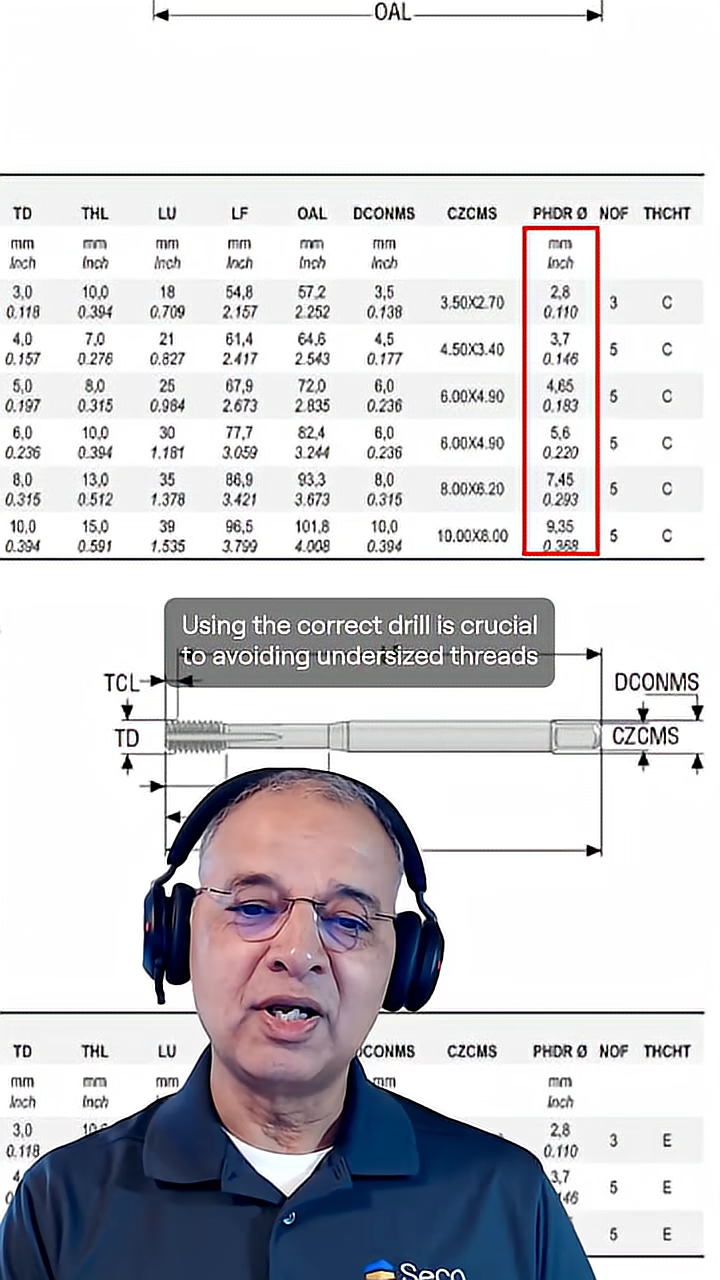 OAL
TD THL LU LF OAL DCONMS CZCMS PHDR Ø NOF THCHT
mm mm mm mm mm mm mm
Inch Inch Inch Inch Inch Inch Inch
3,0 10,0 18 54,8 57,2 3,5 3.50X2.70 2,8 3 C
0.118 0.394 0.709 2.157 2.252 0.138 0.110
4,0 7,0 21 61,4 64,6 4,5 4.50X3.40 3,7 5 C
0.157 0.276 0.827 2.417 2.543 0.177 0.146
5,0 8,0 25 67,9 72,0 6,0 6.00X4.90 4,65 5 C
0.197 0.315 0.984 2.673 2.835 0.236 0.183
6,0 10,0 30 77,7 82,4 6,0 6.00X4.90 5,6 5 C
0.236 0.394 1.181 3.059 3.244 0.236 0.220
8,0 13,0 35 86,9 93,3 8,0 8.00X6.20 7,45 5 C
0.315 0.512 1.378 3.421 3.673 0.315 0.293
10,0 15,0 39 96,5 101,8 10,0 10.00X8.00 9,35 5 C
0.394 0.591 1.535 3.799 4.008 0.394 0.368
Using the correct drill is crucial
to avoiding undersized threads
TCL
DCONMS
TD
CZCMS
TD THL LU DCONMS CZCMS PHDR Ø NOF THCHT
mm mm mm mm mm
Inch Inch Inch
3,0 2,8 3 E
0.118 0.110
3,7 5 E
5 E
Seco